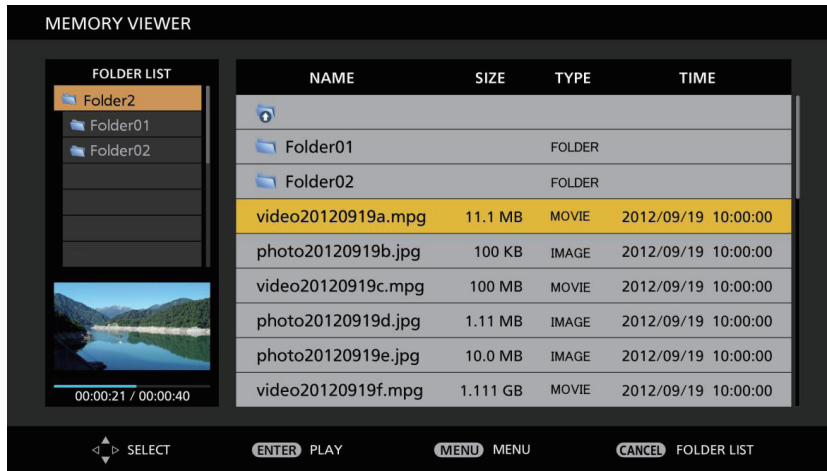 MEMORY VIEWER
FOLDER LIST
Folder2
Folder01
Folder02
00:00:21 / 00:00:40
NAME SIZE TYPE TIME
Folder01 FOLDER
Folder02 FOLDER
video20120919a.mpg 11.1 MB MOVIE 2012/09/19 10:00:00
photo20120919b.jpg 100 KB IMAGE 2012/09/19 10:00:00
video20120919c.mpg 100 MB MOVIE 2012/09/19 10:00:00
photo20120919d.jpg 1.11 MB IMAGE 2012/09/19 10:00:00
photo20120919e.jpg 10.0 MB IMAGE 2012/09/19 10:00:00
video20120919f.mpg 1.111 GB MOVIE 2012/09/19 10:00:00
SELECT ENTER PLAY MENU MENU CANCEL FOLDER LIST